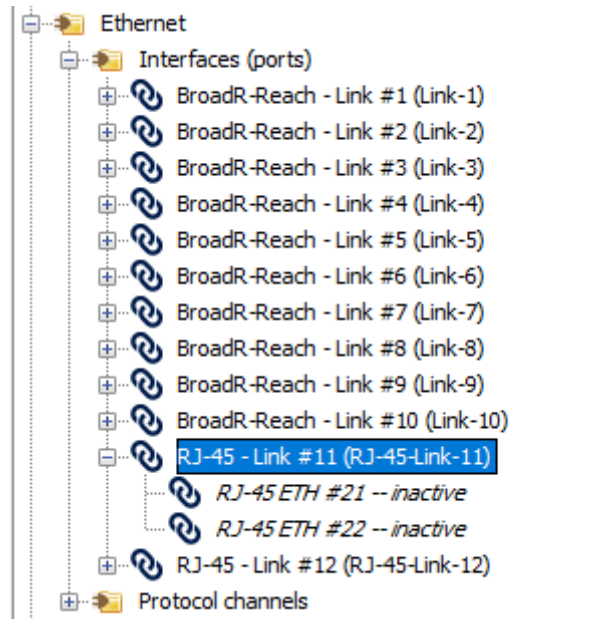 Ethernet
Interfaces (ports)
BroadR-Reach - Link #1 (Link-1)
BroadR-Reach - Link #2 (Link-2)
BroadR-Reach - Link #3 (Link-3)
BroadR-Reach - Link #4 (Link-4)
BroadR-Reach - Link #5 (Link-5)
BroadR-Reach - Link #6 (Link-6)
BroadR-Reach - Link #7 (Link-7)
BroadR-Reach - Link #8 (Link-8)
BroadR-Reach - Link #9 (Link-9)
BroadR-Reach - Link #10 (Link-10)
RJ-45 - Link #11 (RJ-45-Link-11)
RJ-45 ETH #21 -- inactive
RJ-45 ETH #22 -- inactive
RJ-45 - Link #12 (RJ-45-Link-12)
Protocol channels